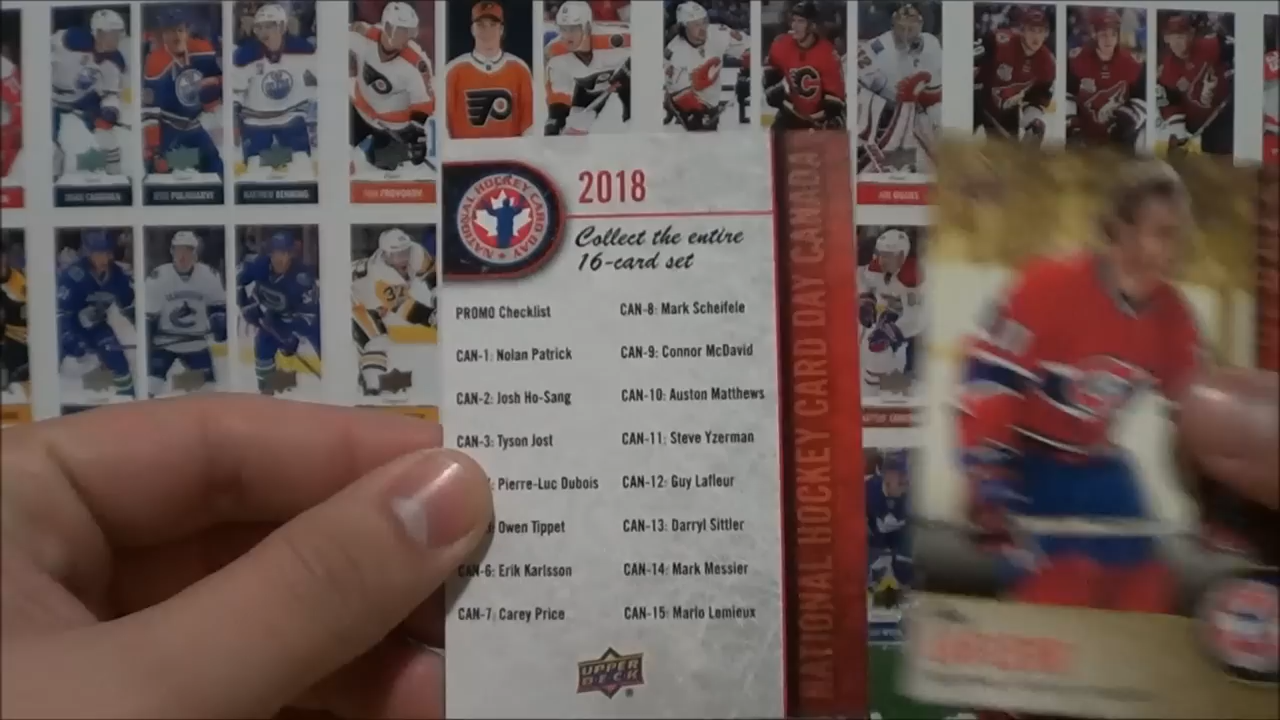 2018
NATIONAL HOCKEY CARD DAY
Collect the entire
16-card set
PROMO Checklist
CAN-1: Nolan Patrick
CAN-2: Josh Ho-Sang
CAN-3: Tyson Jost
: Pierre-Luc Dubois
: Owen Tippet
CAN-6: Erik Karlsson
CAN-7: Carey Price
CAN-8: Mark Scheifele
CAN-9: Connor McDavid
CAN-10: Auston Matthews
CAN-11: Steve Yzerman
CAN-12: Guy Lafleur
CAN-13: Darryl Sittler
CAN-14: Mark Messier
CAN-15: Mario Lemieux
UPPER
DECK
NATIONAL HOCKEY CARD DAY CANADA